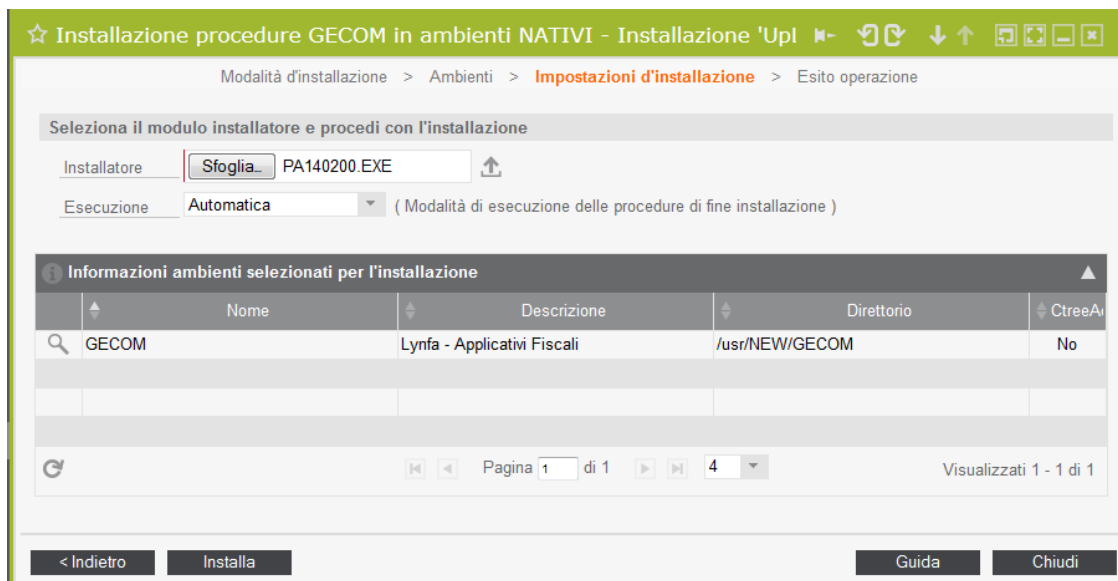 Installazione procedure GECOM in ambienti NATIVI - Installazione 'Upl
Modalità d'installazione > Ambienti > Impostazioni d'installazione > Esito operazione
Seleziona il modulo installatore e procedi con l'installazione
Installatore Sfoglia... PA140200.EXE
Esecuzione Automatica ( Modalità di esecuzione delle procedure di fine installazione )
Informazioni ambienti selezionati per l'installazione
Nome Descrizione Direttorio CtreeA
GECOM Lynfa - Applicativi Fiscali /usr/NEW/GECOM No
Pagina 1 di 1 4 Visualizzati 1 - 1 di 1
< Indietro Installa Guida Chiudi